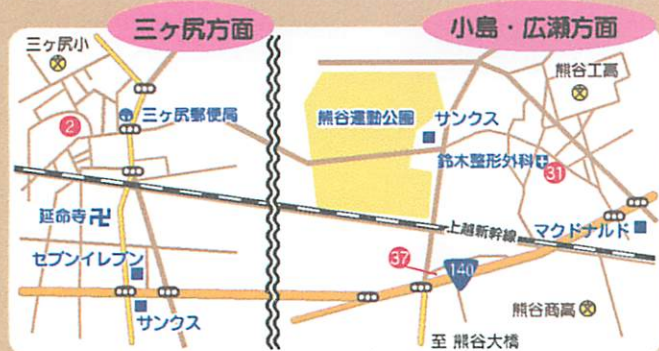 三ヶ尻方面
小島・広瀬方面
三ヶ尻小
熊谷工高
2
三ヶ尻郵便局
熊谷運動公園
サンクス
鈴木整形外科
31
延命寺
上越新幹線
マクドナルド
セブンイレブン
37
140
サンクス
熊谷商高
至 熊谷大橋